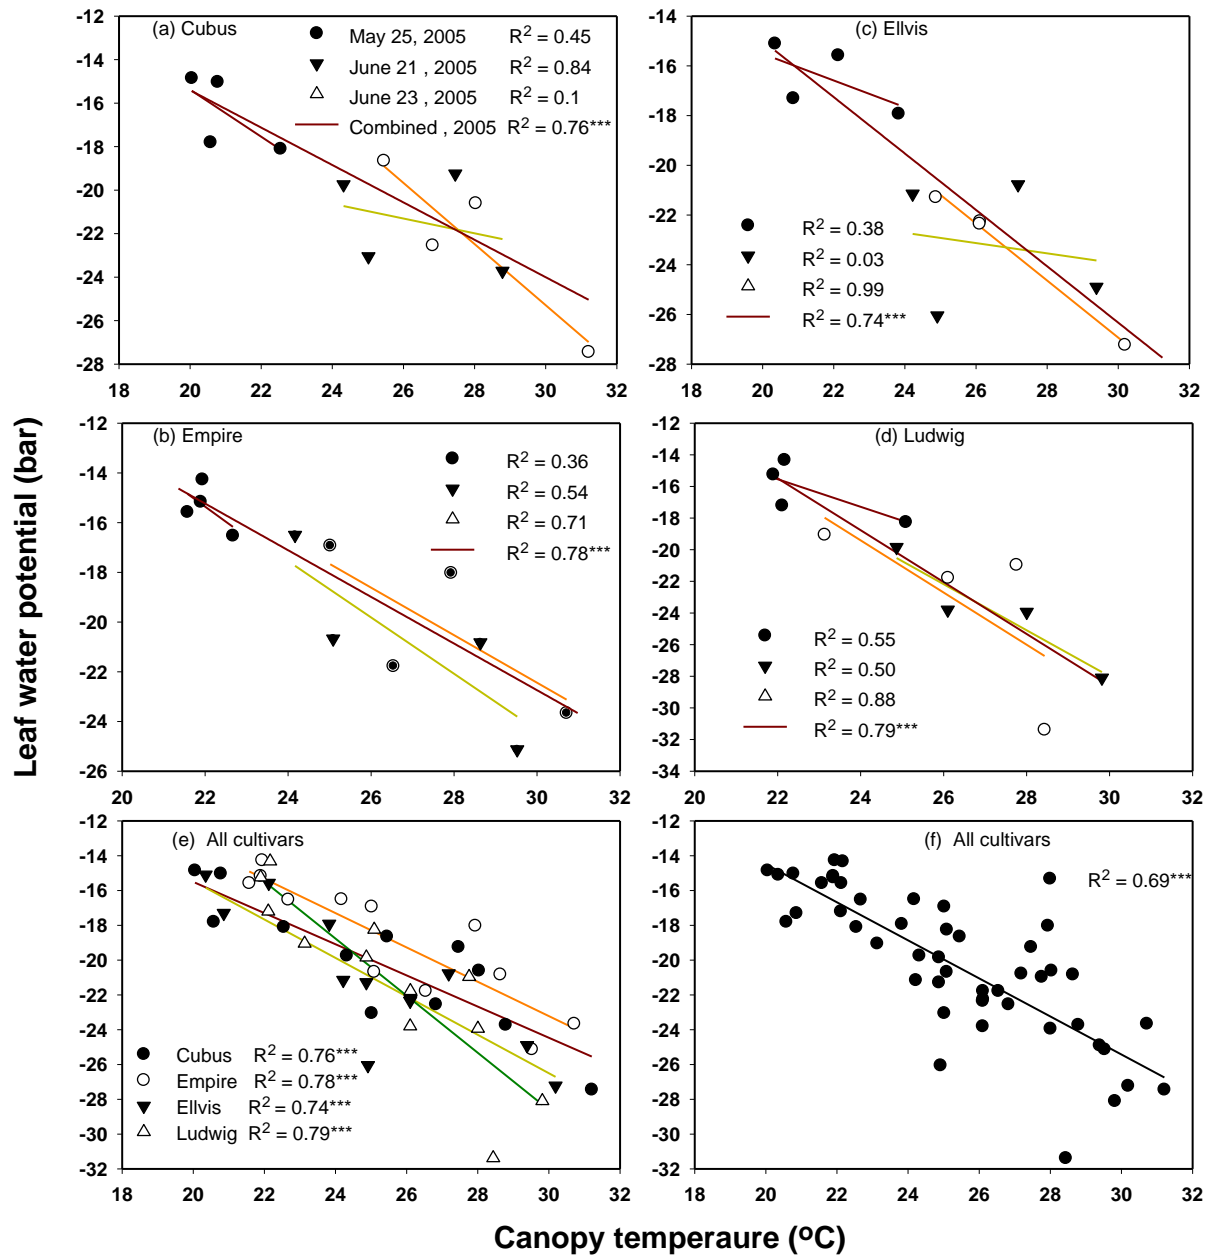 Leaf water potential (bar)
(a) Cubus
May 25, 2005 R2 = 0.45
June 21 , 2005 R2 = 0.84
June 23 , 2005 R2 = 0.1
Combined , 2005 R2 = 0.76***
-12
-14
-16
-18
-20
-22
-24
-26
-28
18 20 22 24 26 28 30 32
(c) Ellvis
R2 = 0.38
R2 = 0.03
R2 = 0.99
R2 = 0.74***
-14
-16
-18
-20
-22
-24
-26
-28
18 20 22 24 26 28 30 32
(b) Empire
R2 = 0.36
R2 = 0.54
R2 = 0.71
R2 = 0.78***
-12
-14
-16
-18
-20
-22
-24
-26
20 22 24 26 28 30 32
(d) Ludwig
R2 = 0.55
R2 = 0.50
R2 = 0.88
R2 = 0.79***
-12
-14
-16
-18
-20
-22
-24
-26
-28
-30
-32
-34
20 22 24 26 28 30 32
(e) All cultivars
Cubus R2 = 0.76***
Empire R2 = 0.78***
Ellvis R2 = 0.74***
Ludwig R2 = 0.79***
-12
-14
-16
-18
-20
-22
-24
-26
-28
-30
-32
18 20 22 24 26 28 30 32
(f) All cultivars
R2 = 0.69***
-12
-14
-16
-18
-20
-22
-24
-26
-28
-30
-32
18 20 22 24 26 28 30 32
Canopy temperaure (oC)